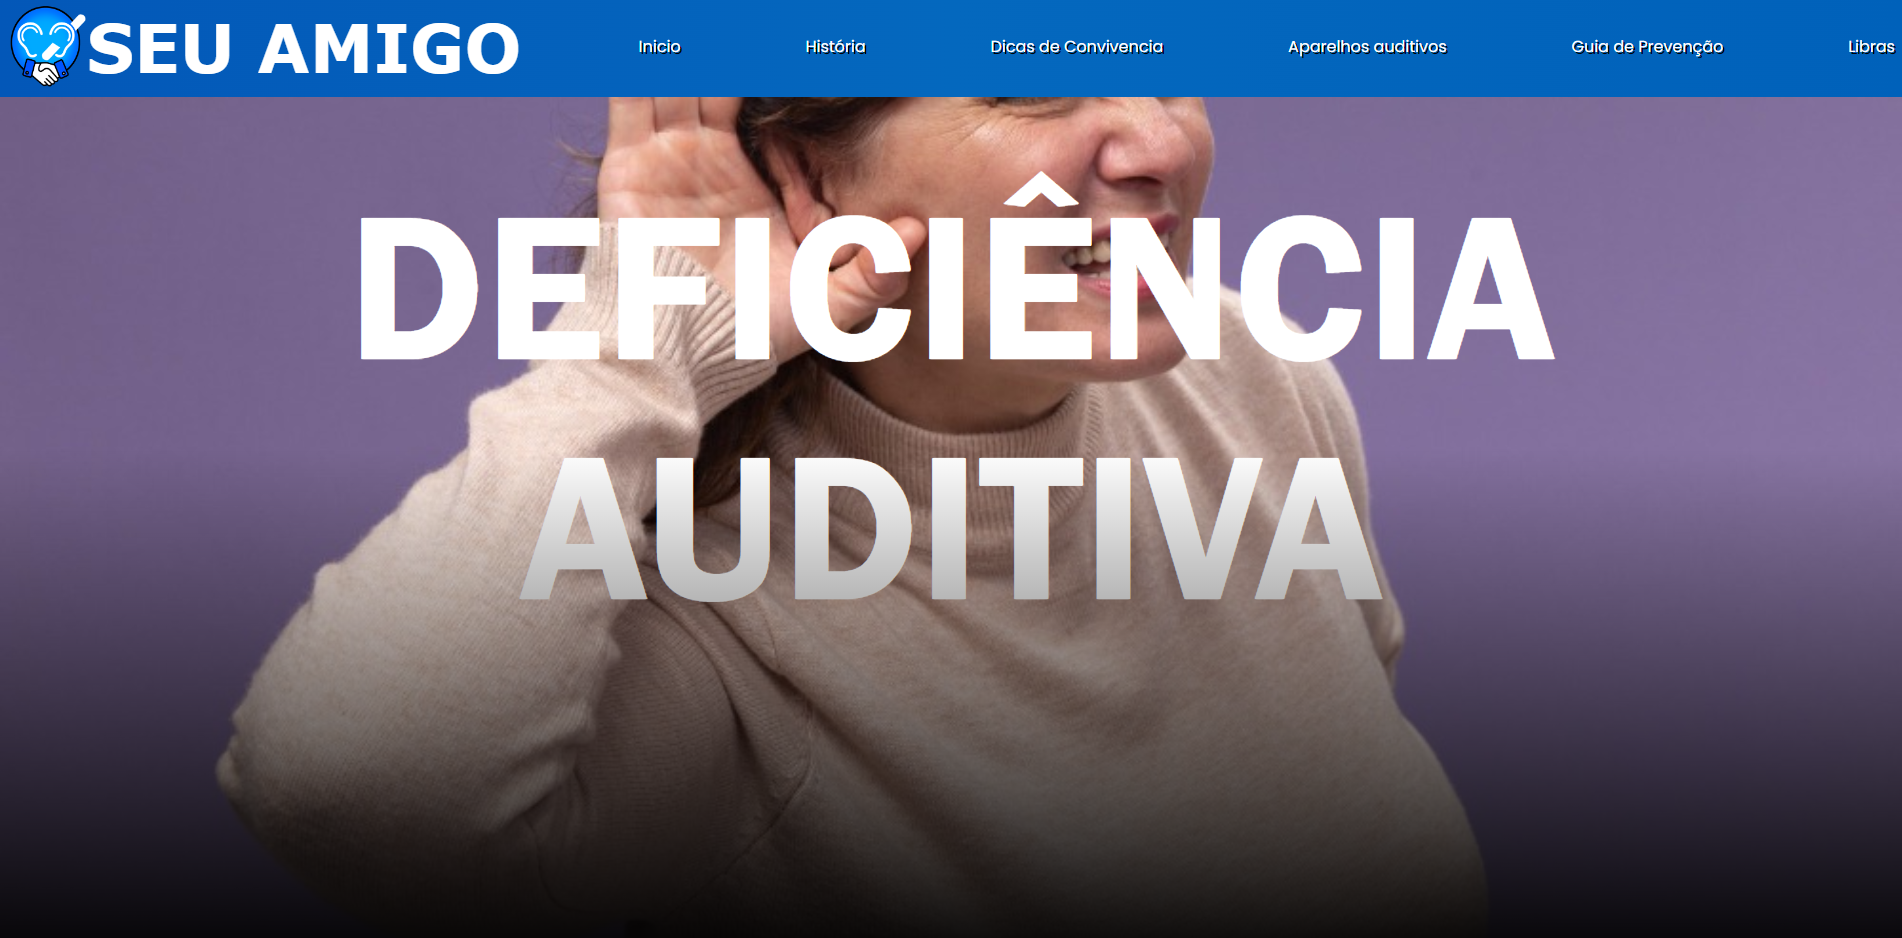 SEU AMIGO
Inicio
História
Dicas de Convivencia
Aparelhos auditivos
Guia de Prevenção
Libras
DEFICIÊNCIA
AUDITIVA